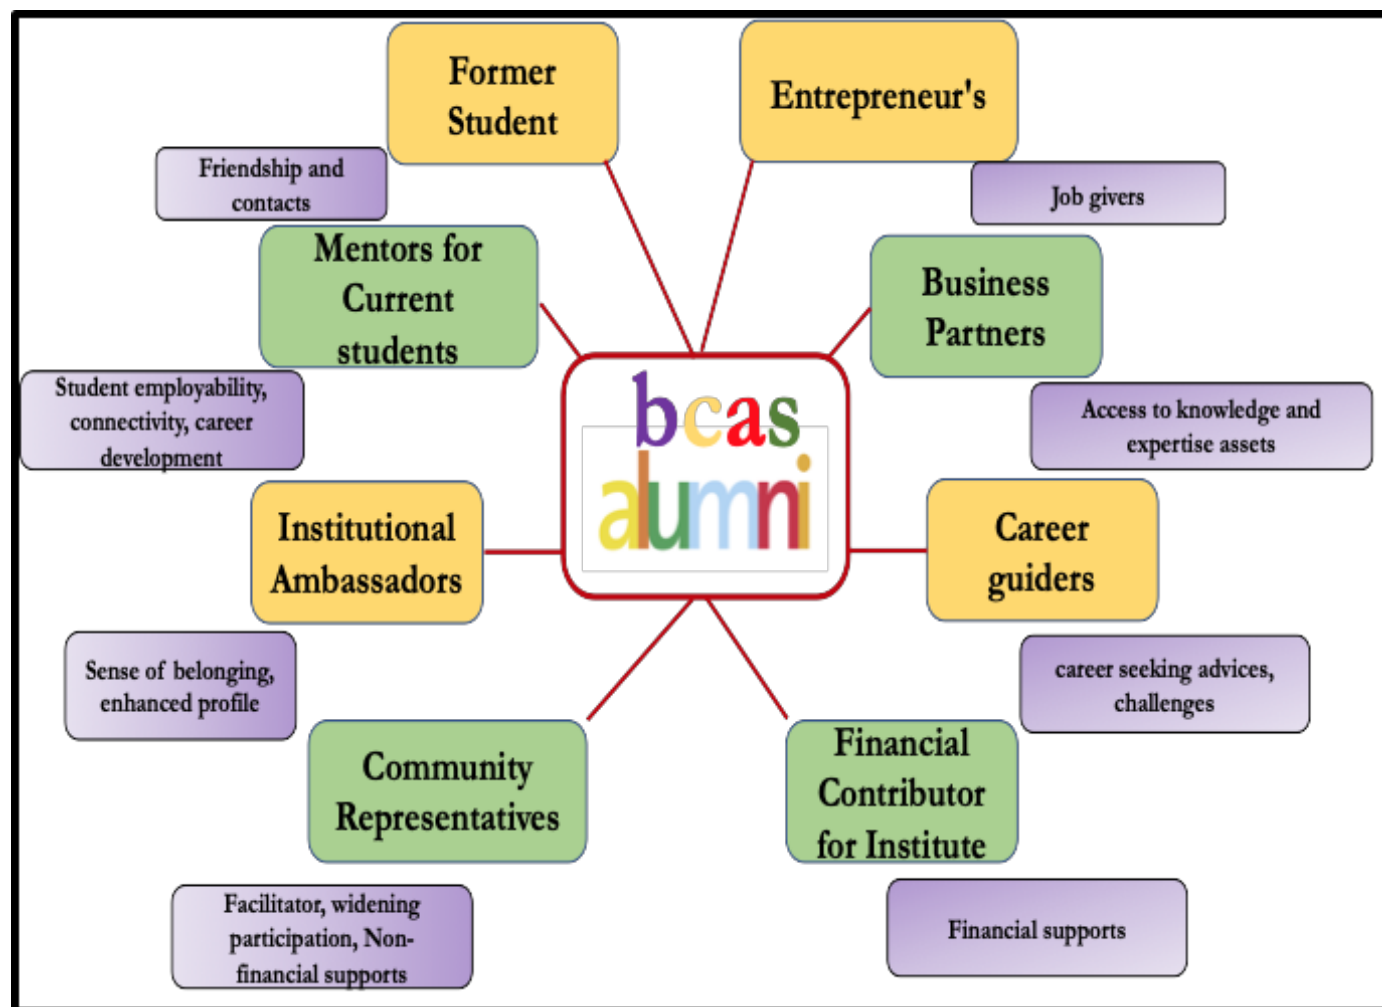 Former
Student
Entrepreneur's
Friendship and
contacts
Job givers
Mentors for
Current
students
Business
Partners
bcas
alumni
Student employability,
connectivity, career
development
Access to knowledge and
expertise assets
Institutional
Ambassadors
Career
guiders
Sense of belonging,
enhanced profile
career seeking advices,
challenges
Community
Representatives
Financial
Contributor
for Institute
Facilitator, widening
participation, Non-
financial supports
Financial supports